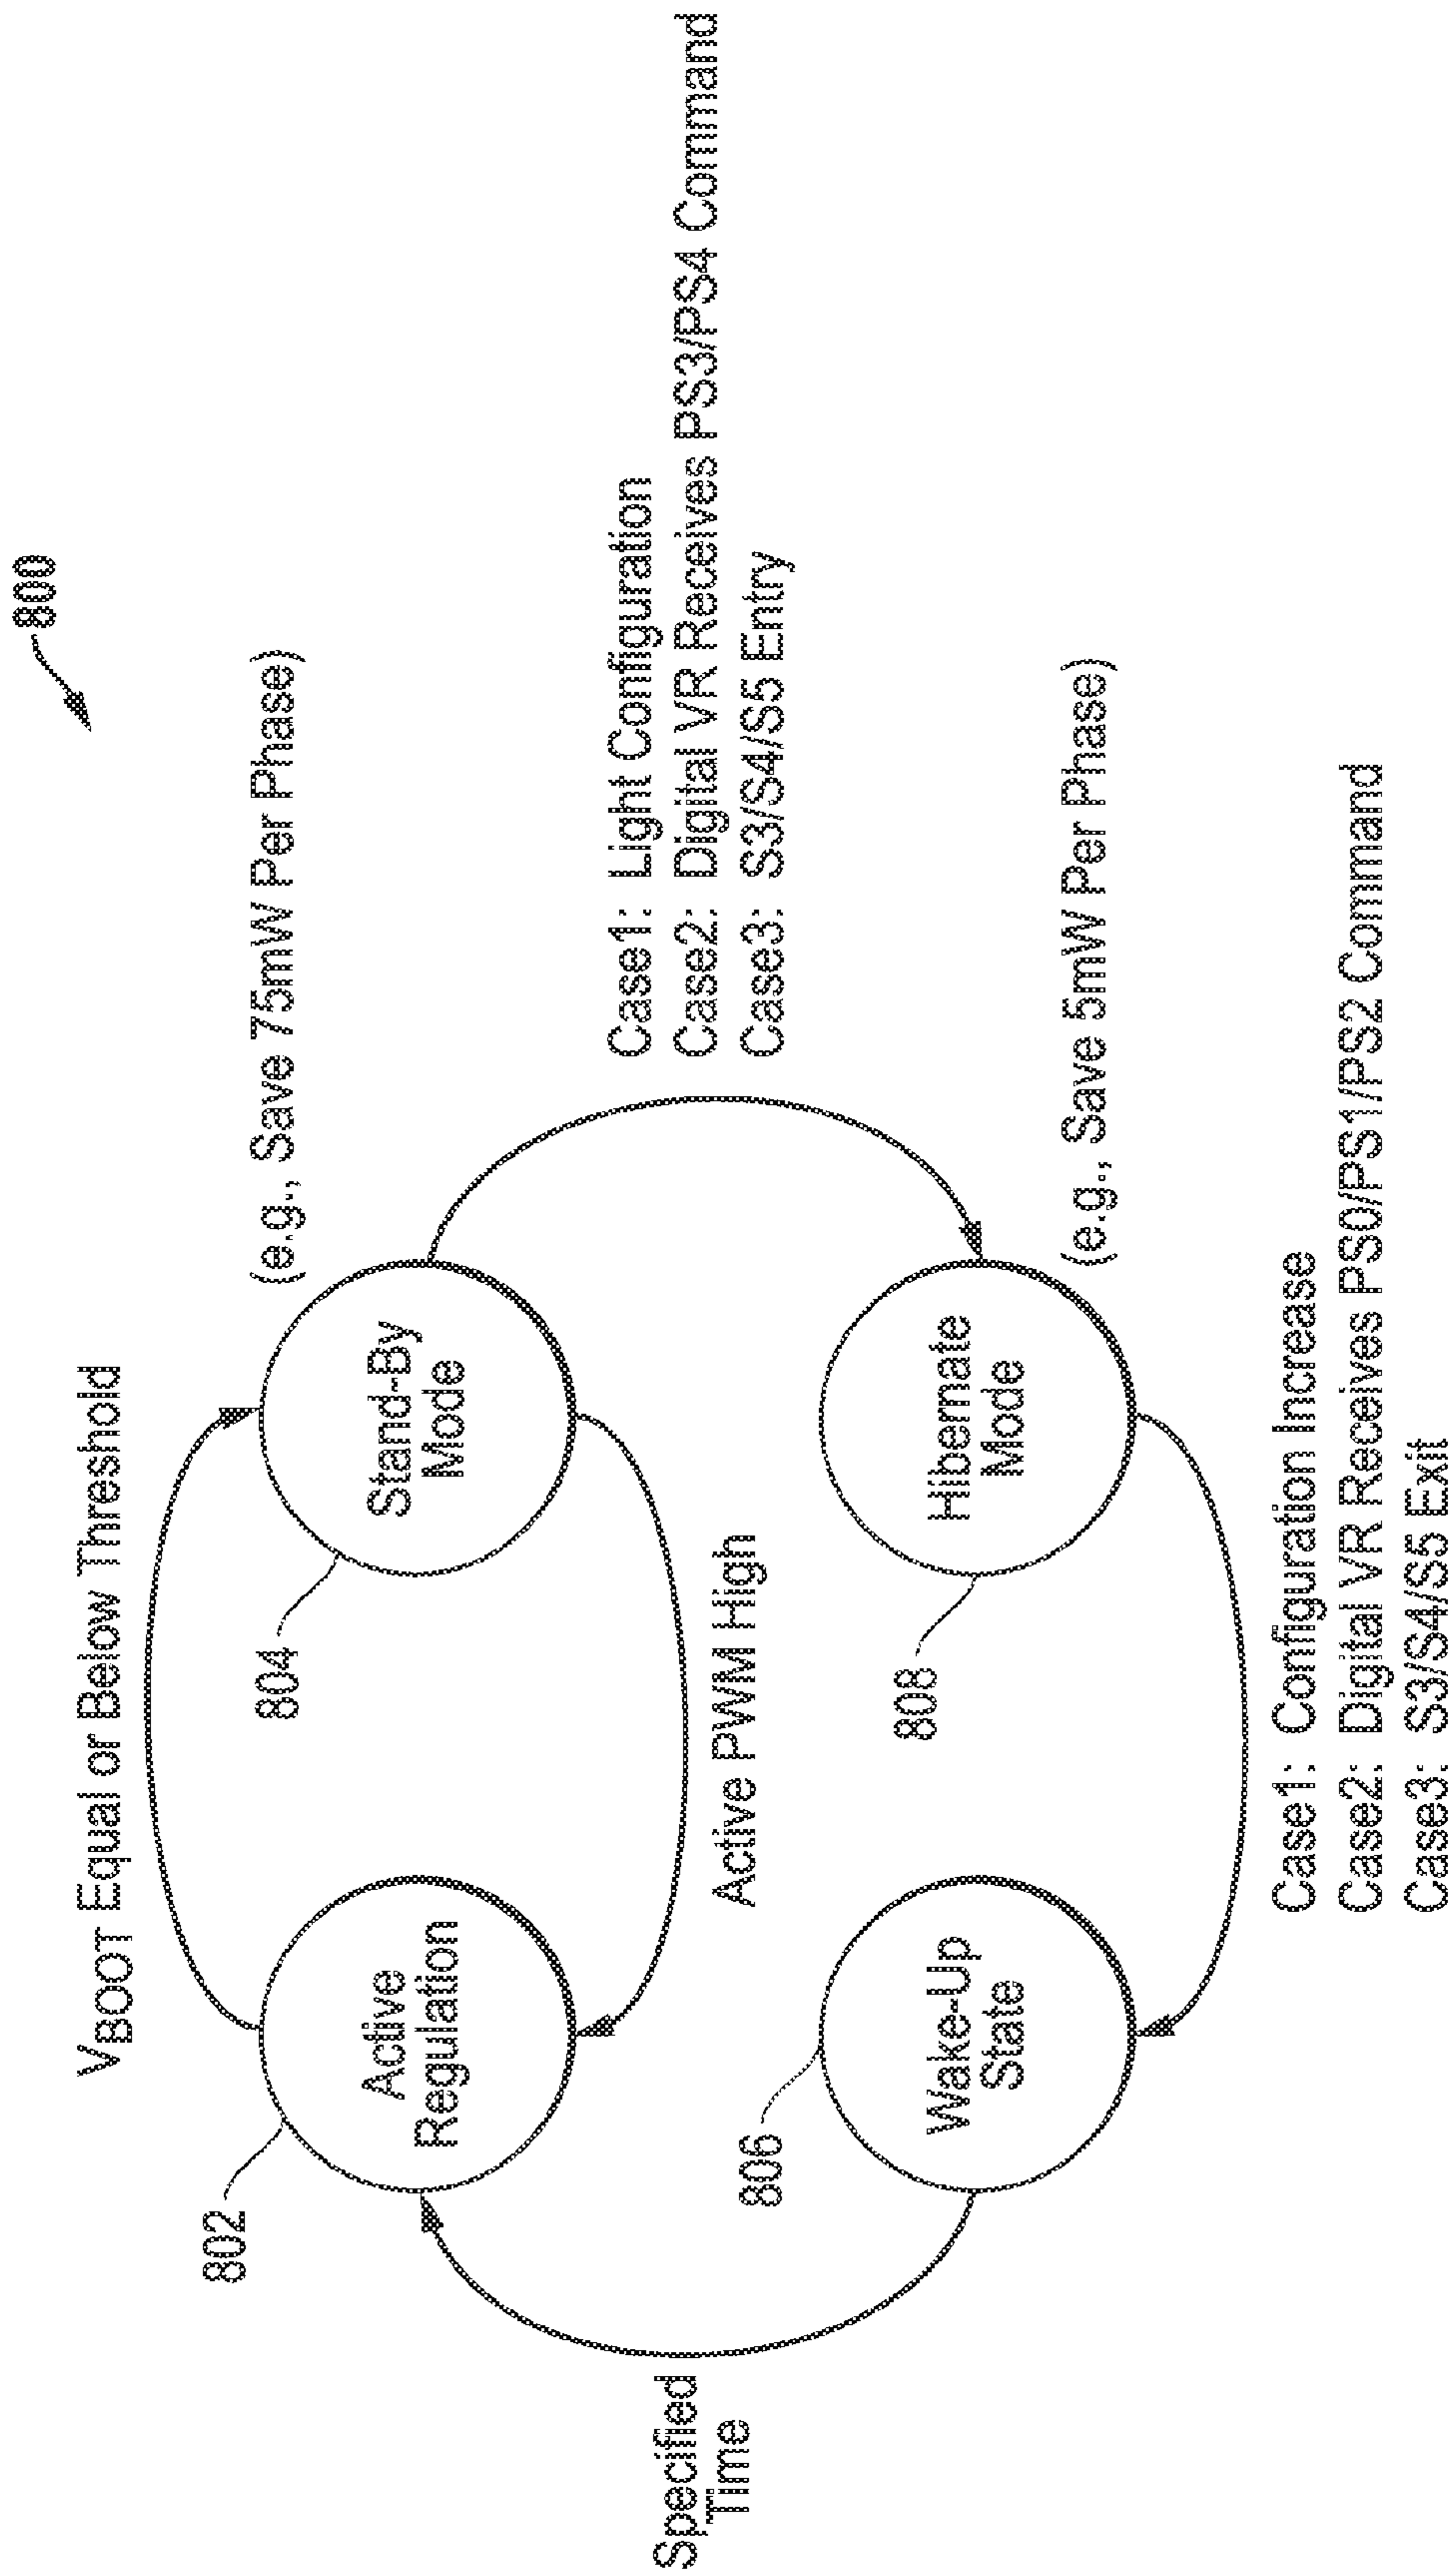 800
V_BOOT Equal or Below Threshold
(e.g., Save 75mW Per Phase)
802
Active
Regulation
804
Stand-By
Mode
Active PWM High
Case1: Light Configuration
Case2: Digital VR Receives PS3/PS4 Command
Case3: S3/S4/S5 Entry
Specified
Time
806
Wake-Up
State
808
Hibernate
Mode
(e.g., Save 5mW Per Phase)
Case1: Configuration Increase
Case2: Digital VR Receives PS0/PS1/PS2 Command
Case3: S3/S4/S5 Exit